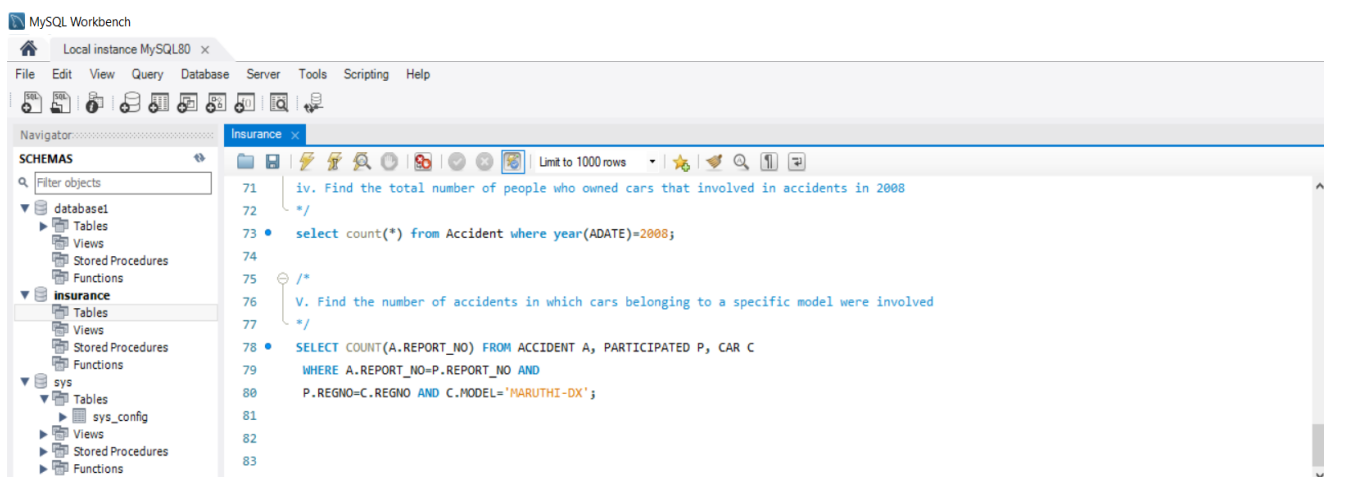 MySQL Workbench
Local instance MySQL80 ×
File Edit View Query Database Server Tools Scripting Help
Navigator
SCHEMAS
Filter objects
database1
Tables
Views
Stored Procedures
Functions
insurance
Tables
Views
Stored Procedures
Functions
sys
Tables
sys_config
Views
Stored Procedures
Functions
Insurance ×
Limit to 1000 rows
71 iv. Find the total number of people who owned cars that involved in accidents in 2008
72 */
73 select count(*) from Accident where year(ADATE)=2008;
74
75 /*
76 V. Find the number of accidents in which cars belonging to a specific model were involved
77 */
78 SELECT COUNT(A.REPORT_NO) FROM ACCIDENT A, PARTICIPATED P, CAR C
79 WHERE A.REPORT_NO=P.REPORT_NO AND
80 P.REGNO=C.REGNO AND C.MODEL='MARUTHI-DX';
81
82
83